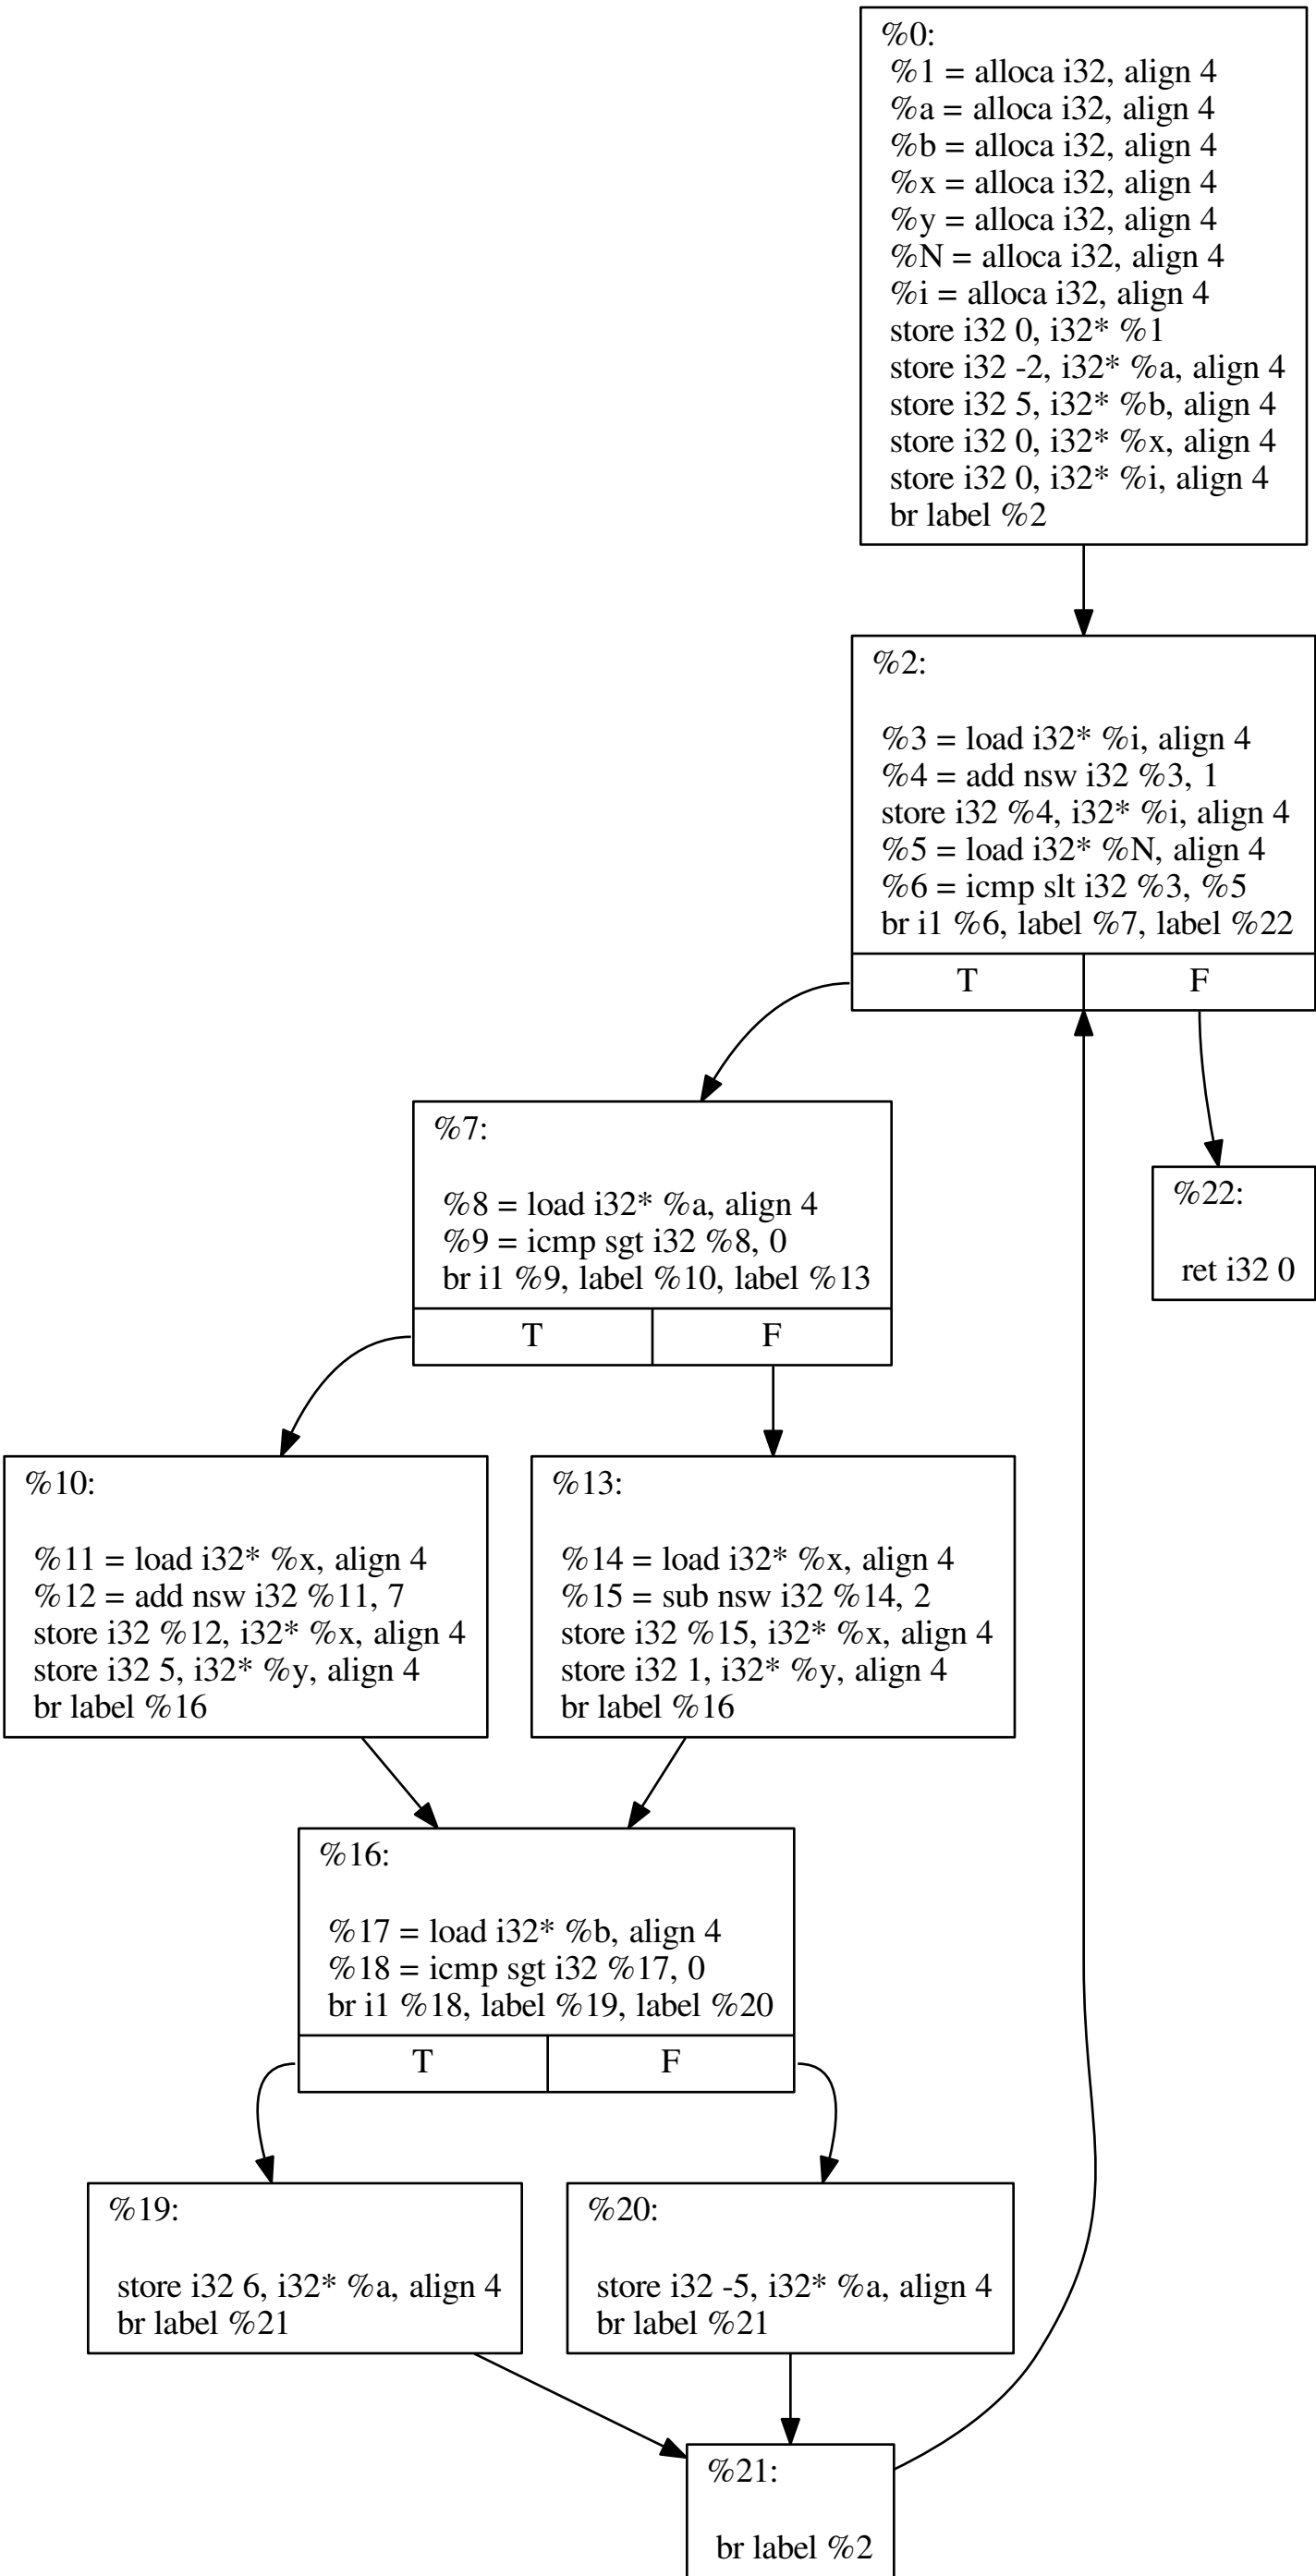 %0:
%1 = alloca i32, align 4
%a = alloca i32, align 4
%b = alloca i32, align 4
%x = alloca i32, align 4
%y = alloca i32, align 4
%N = alloca i32, align 4
%i = alloca i32, align 4
store i32 0, i32* %1
store i32 -2, i32* %a, align 4
store i32 5, i32* %b, align 4
store i32 0, i32* %x, align 4
store i32 0, i32* %i, align 4
br label %2
%2:
%3 = load i32* %i, align 4
%4 = add nsw i32 %3, 1
store i32 %4, i32* %i, align 4
%5 = load i32* %N, align 4
%6 = icmp slt i32 %3, %5
br i1 %6, label %7, label %22
T
F
%7:
%8 = load i32* %a, align 4
%9 = icmp sgt i32 %8, 0
br i1 %9, label %10, label %13
T
F
%22:
ret i32 0
%10:
%11 = load i32* %x, align 4
%12 = add nsw i32 %11, 7
store i32 %12, i32* %x, align 4
store i32 5, i32* %y, align 4
br label %16
%13:
%14 = load i32* %x, align 4
%15 = sub nsw i32 %14, 2
store i32 %15, i32* %x, align 4
store i32 1, i32* %y, align 4
br label %16
%16:
%17 = load i32* %b, align 4
%18 = icmp sgt i32 %17, 0
br i1 %18, label %19, label %20
T
F
%19:
store i32 6, i32* %a, align 4
br label %21
%20:
store i32 -5, i32* %a, align 4
br label %21
%21:
br label %2